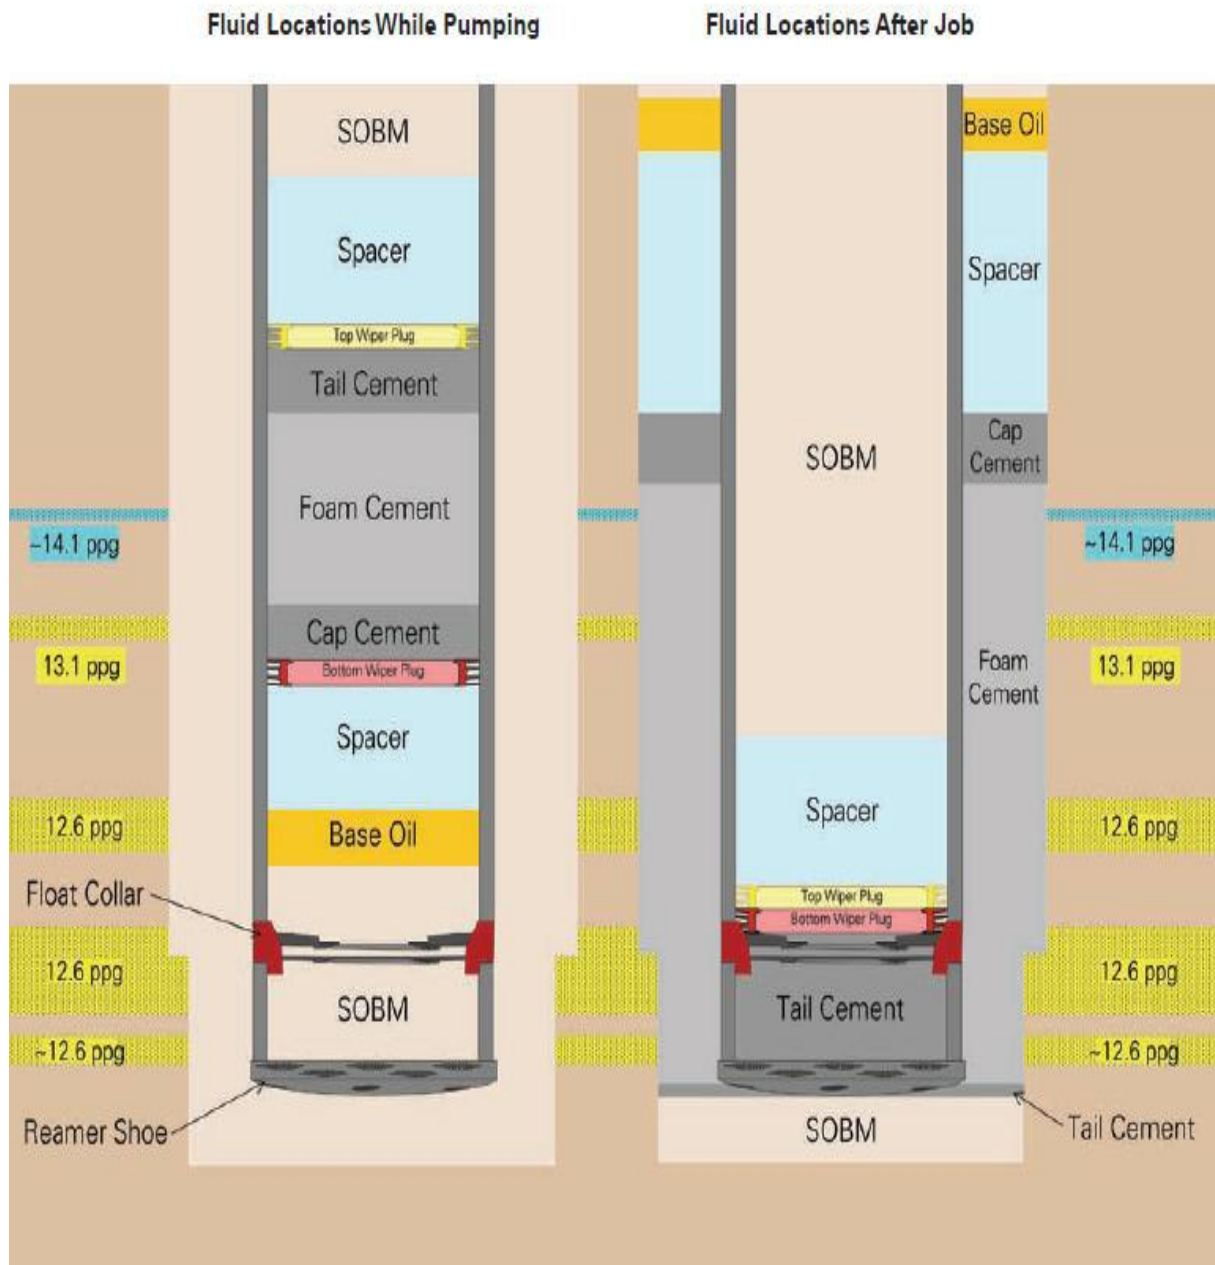 Fluid Locations While Pumping
SOBM
Spacer
Top Wiper Plug
Tail Cement
Foam Cement
~14.1 ppg
Cap Cement
Bottom Wiper Plug
13.1 ppg
Spacer
12.6 ppg
Base Oil
Float Collar
12.6 ppg
SOBM
~12.6 ppg
Reamer Shoe
Fluid Locations After Job
Base Oil
Spacer
Cap
Cement
SOBM
~14.1 ppg
Foam
Cement
13.1 ppg
Spacer
12.6 ppg
Top Wiper Plug
Bottom Wiper Plug
12.6 ppg
Tail Cement
~12.6 ppg
SOBM
Tail Cement